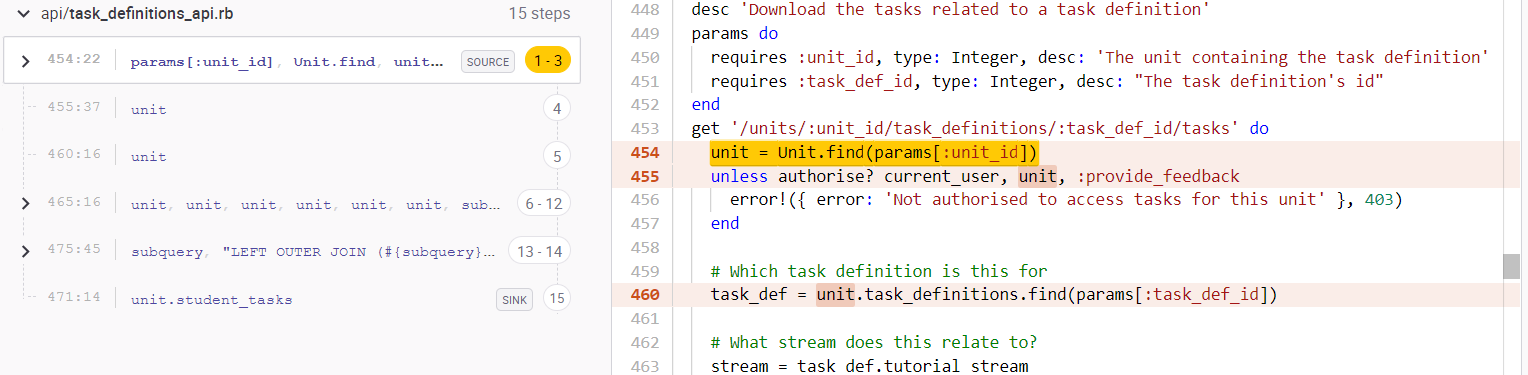 api/task_definitions_api.rb 15 steps
454:22 params[:unit_id], Unit.find, unit... SOURCE 1 - 3
455:37 unit 4
460:16 unit 5
465:16 unit, unit, unit, unit, unit, unit, sub... 6 - 12
475:45 subquery, "LEFT OUTER JOIN (#{subquery}... 13 - 14
471:14 unit.student_tasks SINK 15
448 desc 'Download the tasks related to a task definition'
449 params do
450 requires :unit_id, type: Integer, desc: 'The unit containing the task definition'
451 requires :task_def_id, type: Integer, desc: "The task definition's id"
452 end
453 get '/units/:unit_id/task_definitions/:task_def_id/tasks' do
454 unit = Unit.find(params[:unit_id])
455 unless authorise? current_user, unit, :provide_feedback
456 error!({ error: 'Not authorised to access tasks for this unit' }, 403)
457 end
458
459 # Which task definition is this for
460 task_def = unit.task_definitions.find(params[:task_def_id])
461
462 # What stream does this relate to?
463 stream = task_def.tutorial_stream